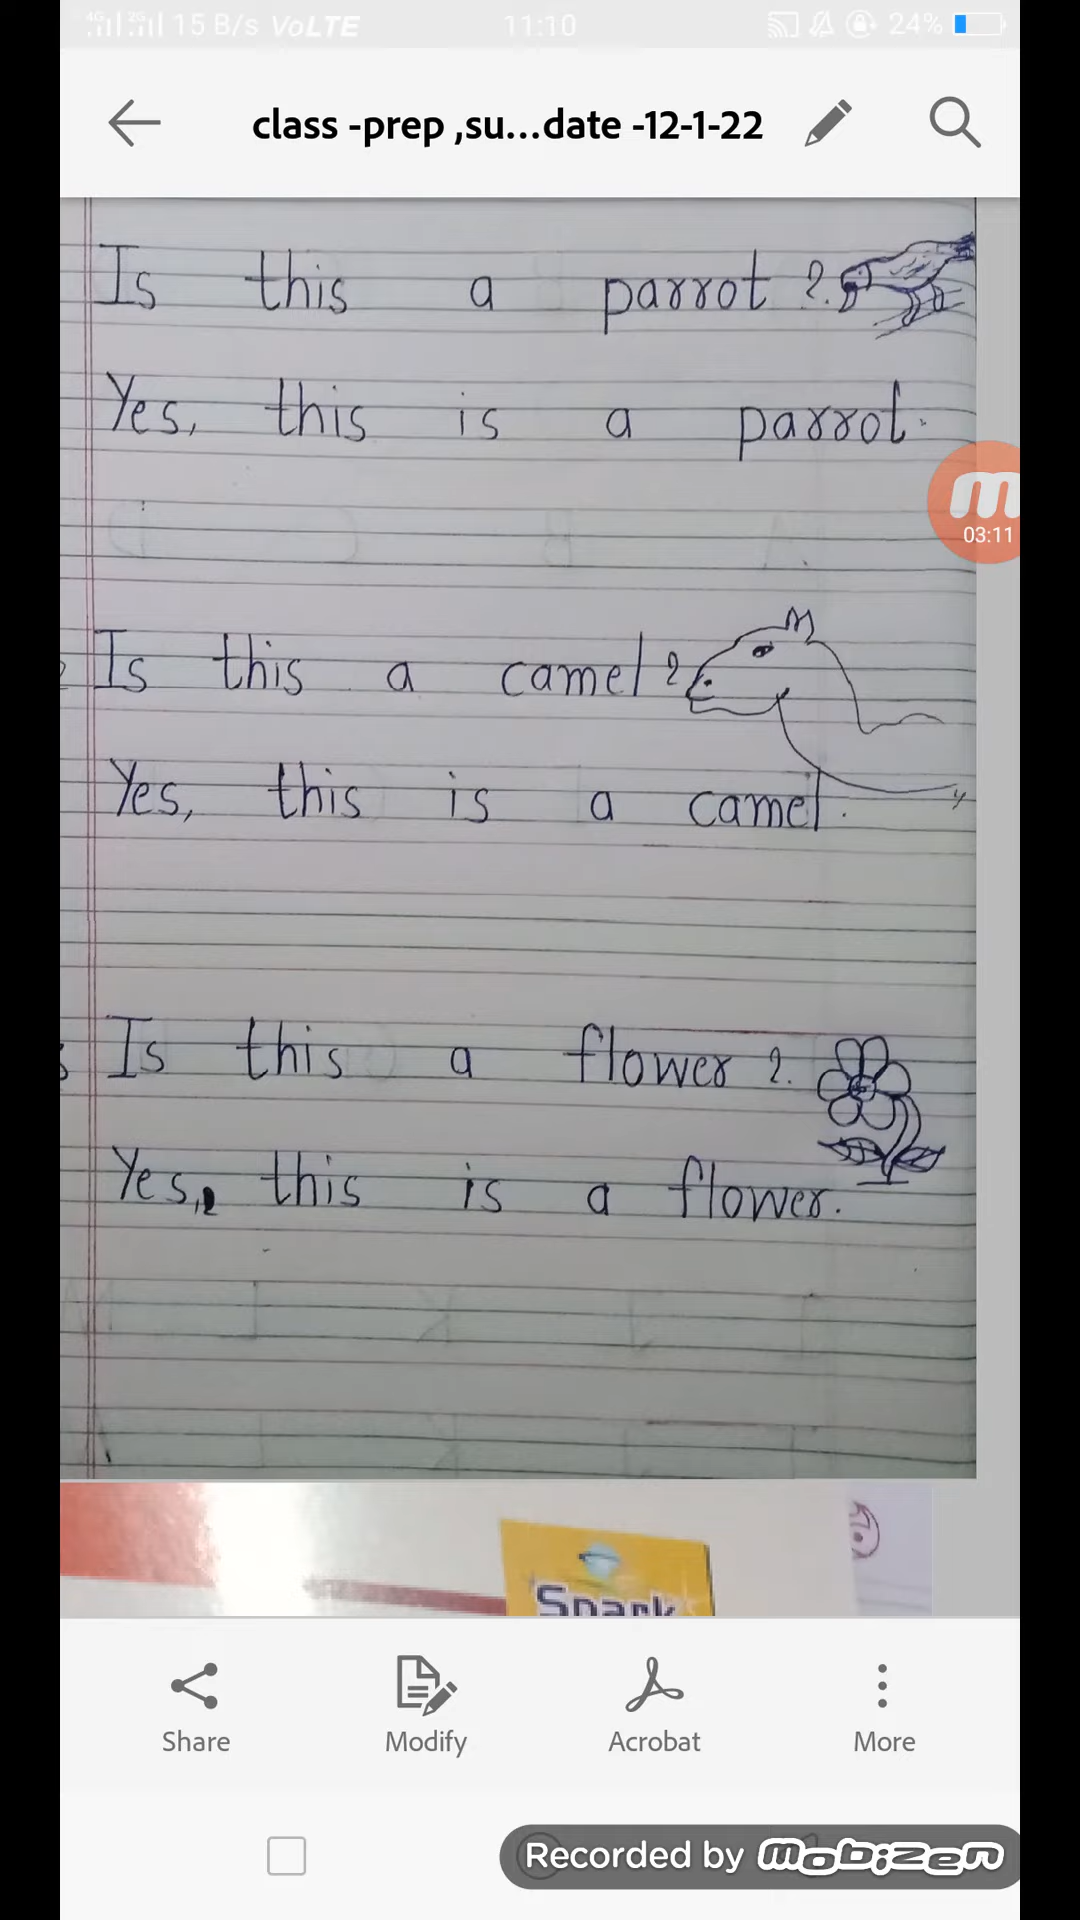 15 B/s VoLTE 11:10 24%
class -prep ,su...date -12-1-22
Is this a parrot ?.
Yes, this is a parrot.
03:11
Is this a camel ?
Yes, this is a camel.
Is this a flower ?.
Yes, this is a flower.
Spark
Share Modify Acrobat More
Recorded by mobizen